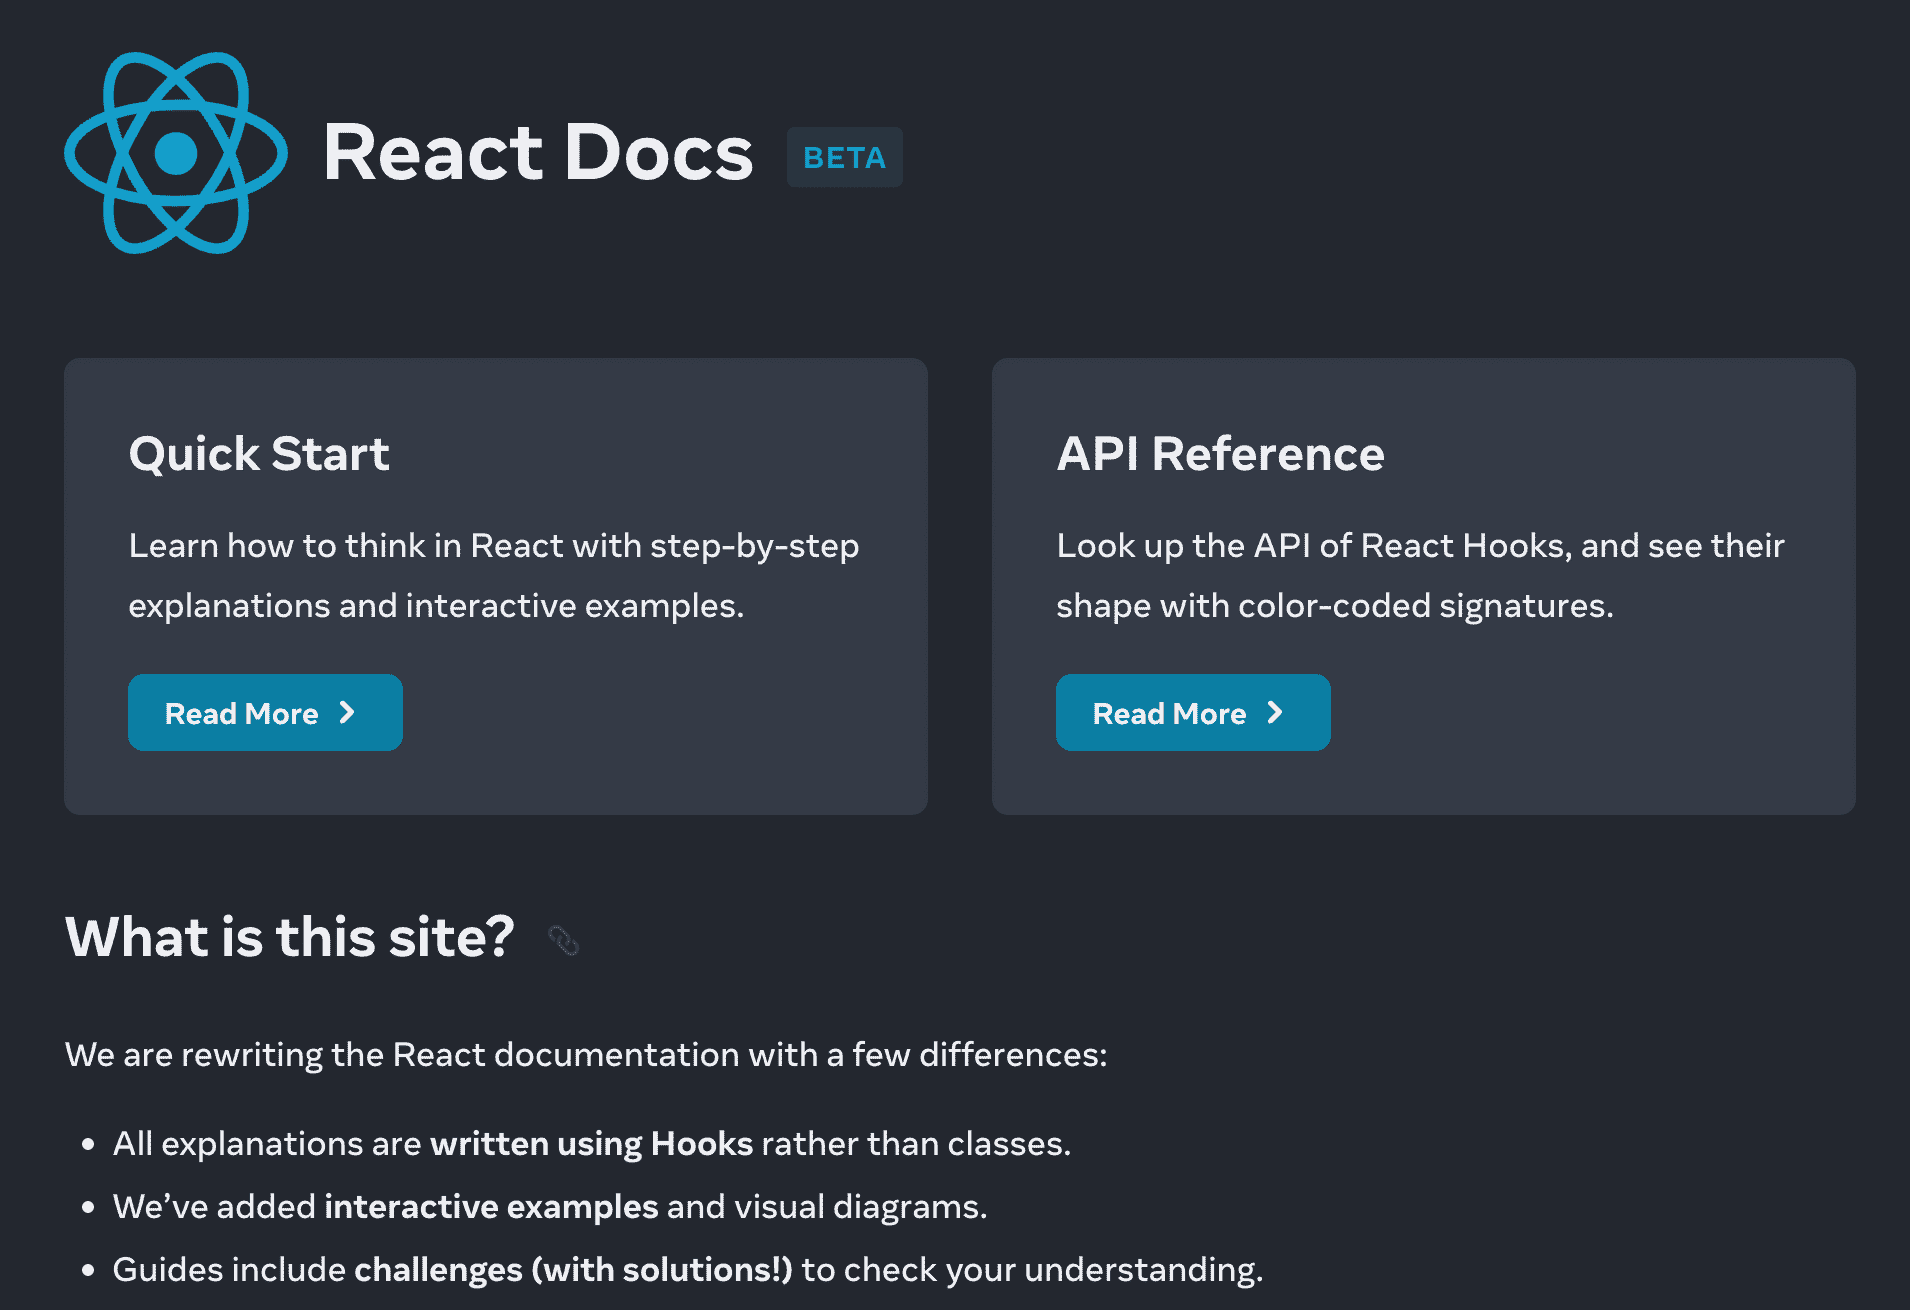 React Docs BETA
Quick Start
Learn how to think in React with step-by-step
explanations and interactive examples.
Read More
API Reference
Look up the API of React Hooks, and see their
shape with color-coded signatures.
Read More
What is this site?
We are rewriting the React documentation with a few differences:
• All explanations are written using Hooks rather than classes.
• We’ve added interactive examples and visual diagrams.
• Guides include challenges (with solutions!) to check your understanding.